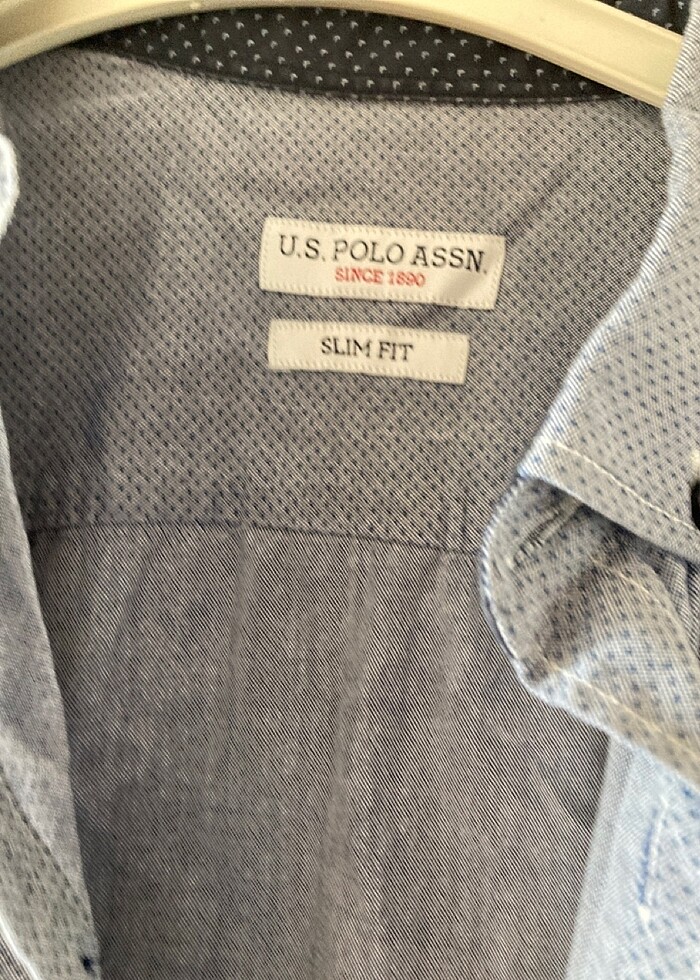 U.S. POLO ASSN.
SINCE 1890
SLIM FIT